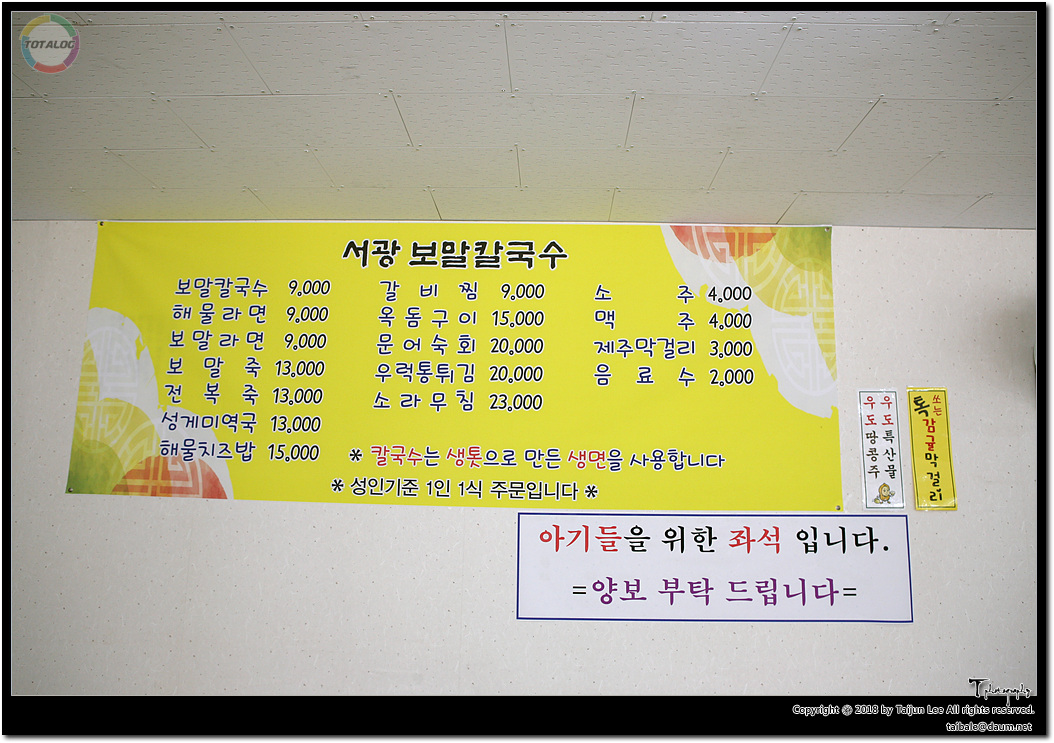 TOTALOG
서광 보말칼국수
보말칼국수 9,000
해물라면 9,000
보말라면 9,000
보말죽 13,000
전복죽 13,000
성게미역국 13,000
해물치즈밥 15,000
갈비찜 9,000
옥돔구이 15,000
문어숙회 20,000
우럭통튀김 20,000
소라무침 23,000
소주 4,000
맥주 4,000
제주막걸리 3,000
음료수 2,000
* 칼국수는 생톳으로 만든 생면을 사용합니다
* 성인기준 1인 1식 주문입니다 *
우도특산물
우도땅콩주
톡쏘는
감귤막걸리
아기들을 위한 좌석 입니다.
=양보 부탁 드립니다=
T photography
Copyright @ 2018 by Taijun Lee All rights reserved.
taibale@daum.net